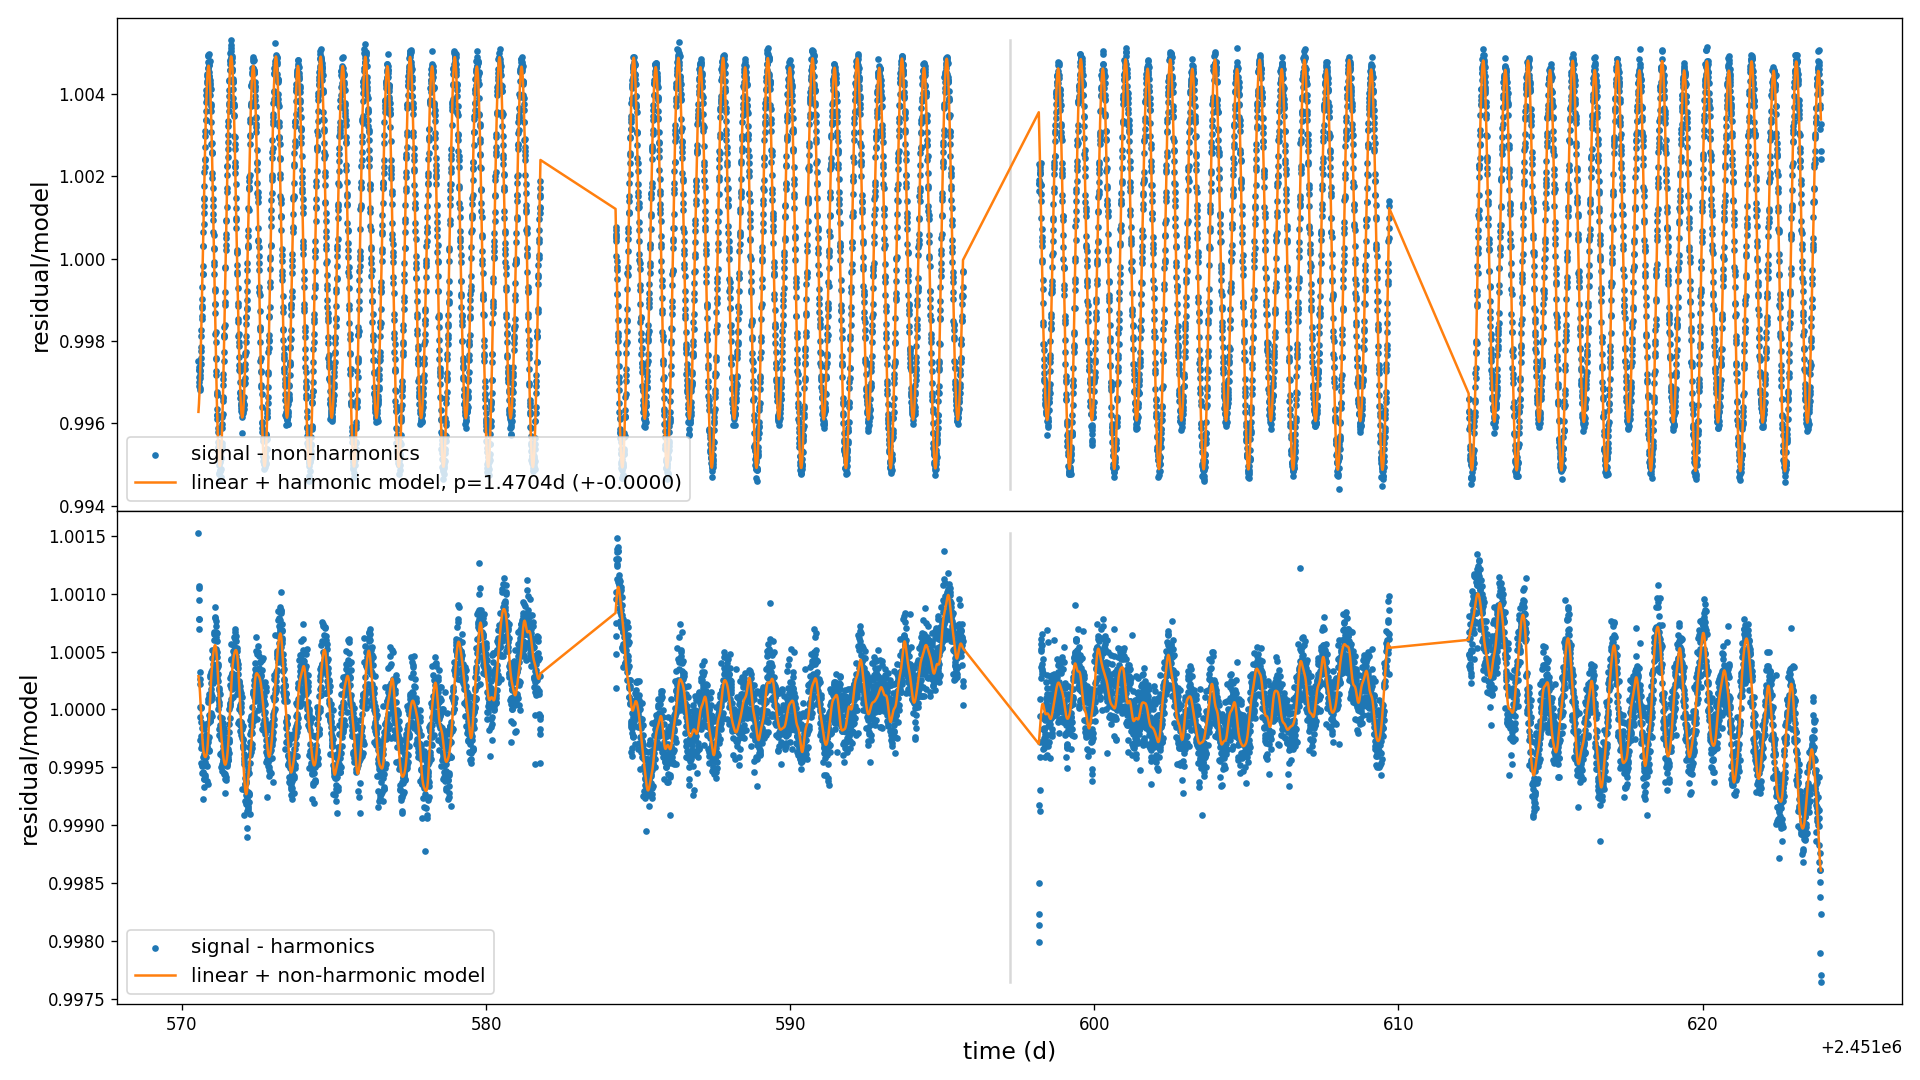 residual/model
1.004
1.002
1.000
0.998
0.996
0.994
signal - non-harmonics
linear + harmonic model, p=1.4704d (+-0.0000)
residual/model
1.0015
1.0010
1.0005
1.0000
0.9995
0.9990
0.9985
0.9980
0.9975
signal - harmonics
linear + non-harmonic model
570 580 590 600 610 620
time (d)
+2.451e6